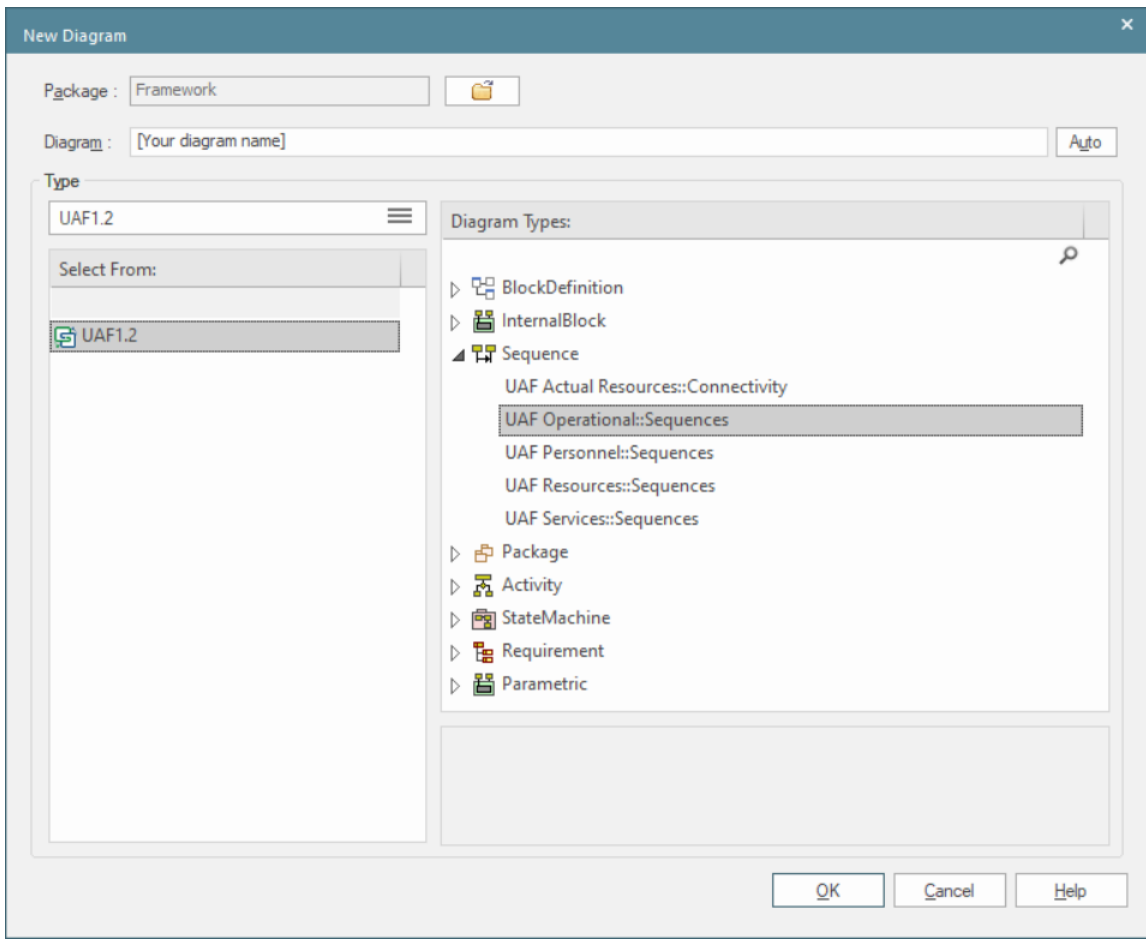 New Diagram
Package : Framework
Diagram : [Your diagram name] Auto
Type
UAF1.2
Diagram Types:
Select From:
UAF1.2
BlockDefinition
InternalBlock
Sequence
UAF Actual Resources::Connectivity
UAF Operational::Sequences
UAF Personnel::Sequences
UAF Resources::Sequences
UAF Services::Sequences
Package
Activity
StateMachine
Requirement
Parametric
OK Cancel Help